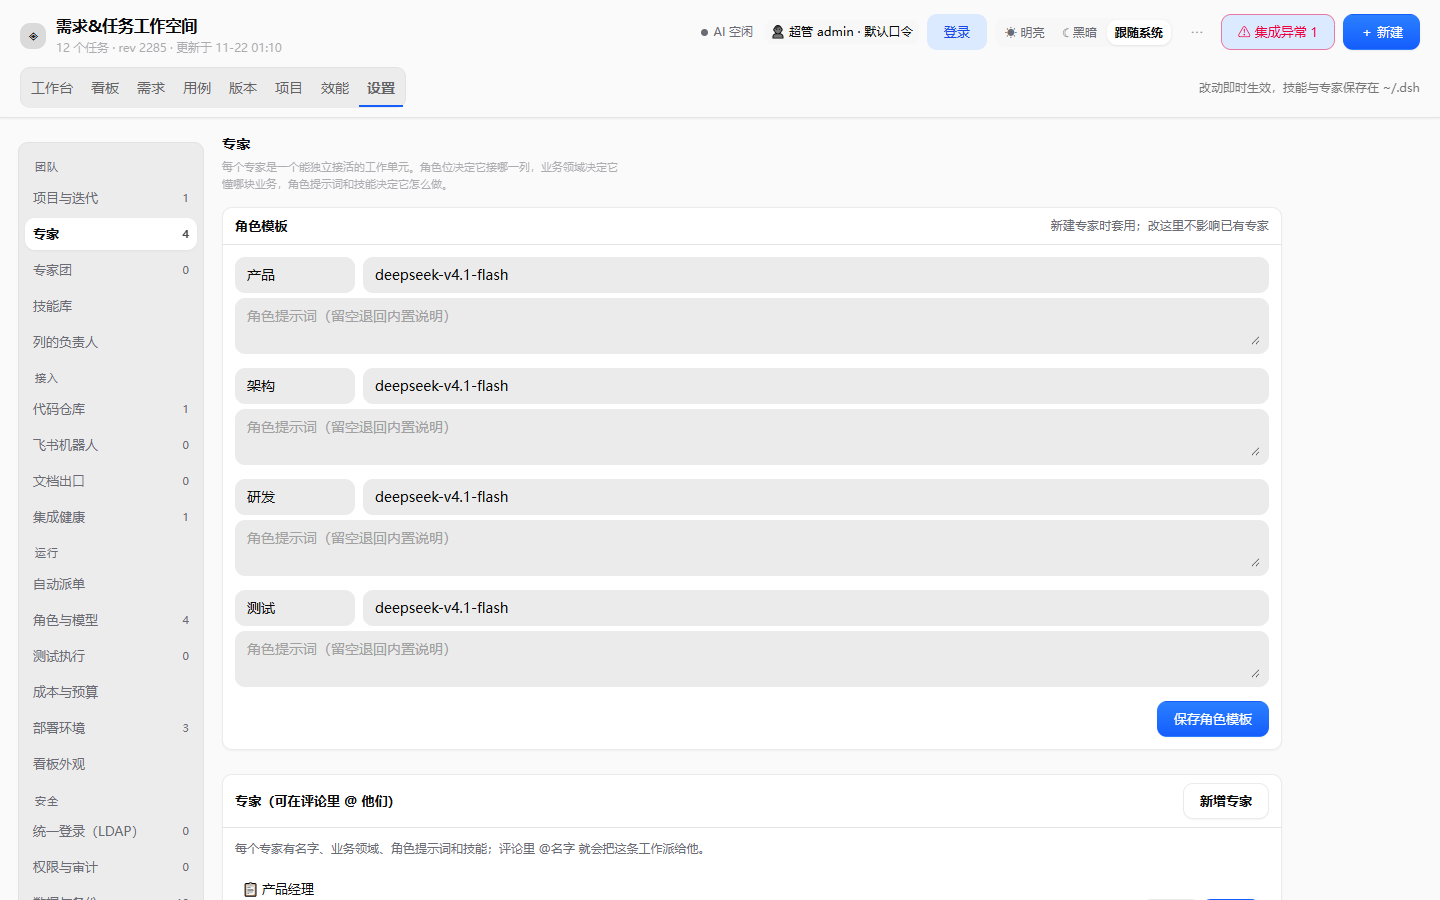 需求&任务工作空间
12 个任务 · rev 2285 · 更新于 11-22 01:10
AI 空闲
超管 admin · 默认口令
登录
明亮
黑暗
跟随系统
···
集成异常 1
+ 新建
工作台
看板
需求
用例
版本
项目
效能
设置
改动即时生效，技能与专家保存在 ~/.dsh
团队
项目与迭代 1
专家 4
专家团 0
技能库
列的负责人
接入
代码仓库 1
飞书机器人 0
文档出口 0
集成健康 1
运行
自动派单
角色与模型 4
测试执行 0
成本与预算
部署环境 3
看板外观
安全
统一登录（LDAP） 0
权限与审计 0
专家
每个专家是一个能独立接活的工作单元。角色位决定它接哪一列，业务领域决定它
懂哪块业务，角色提示词和技能决定它怎么做。
角色模板
新建专家时套用；改这里不影响已有专家
产品
deepseek-v4.1-flash
角色提示词（留空退回内置说明）
架构
deepseek-v4.1-flash
角色提示词（留空退回内置说明）
研发
deepseek-v4.1-flash
角色提示词（留空退回内置说明）
测试
deepseek-v4.1-flash
角色提示词（留空退回内置说明）
保存角色模板
专家（可在评论里 @ 他们）
新增专家
每个专家有名字、业务领域、角色提示词和技能；评论里 @名字 就会把这条工作派给他。
产品经理